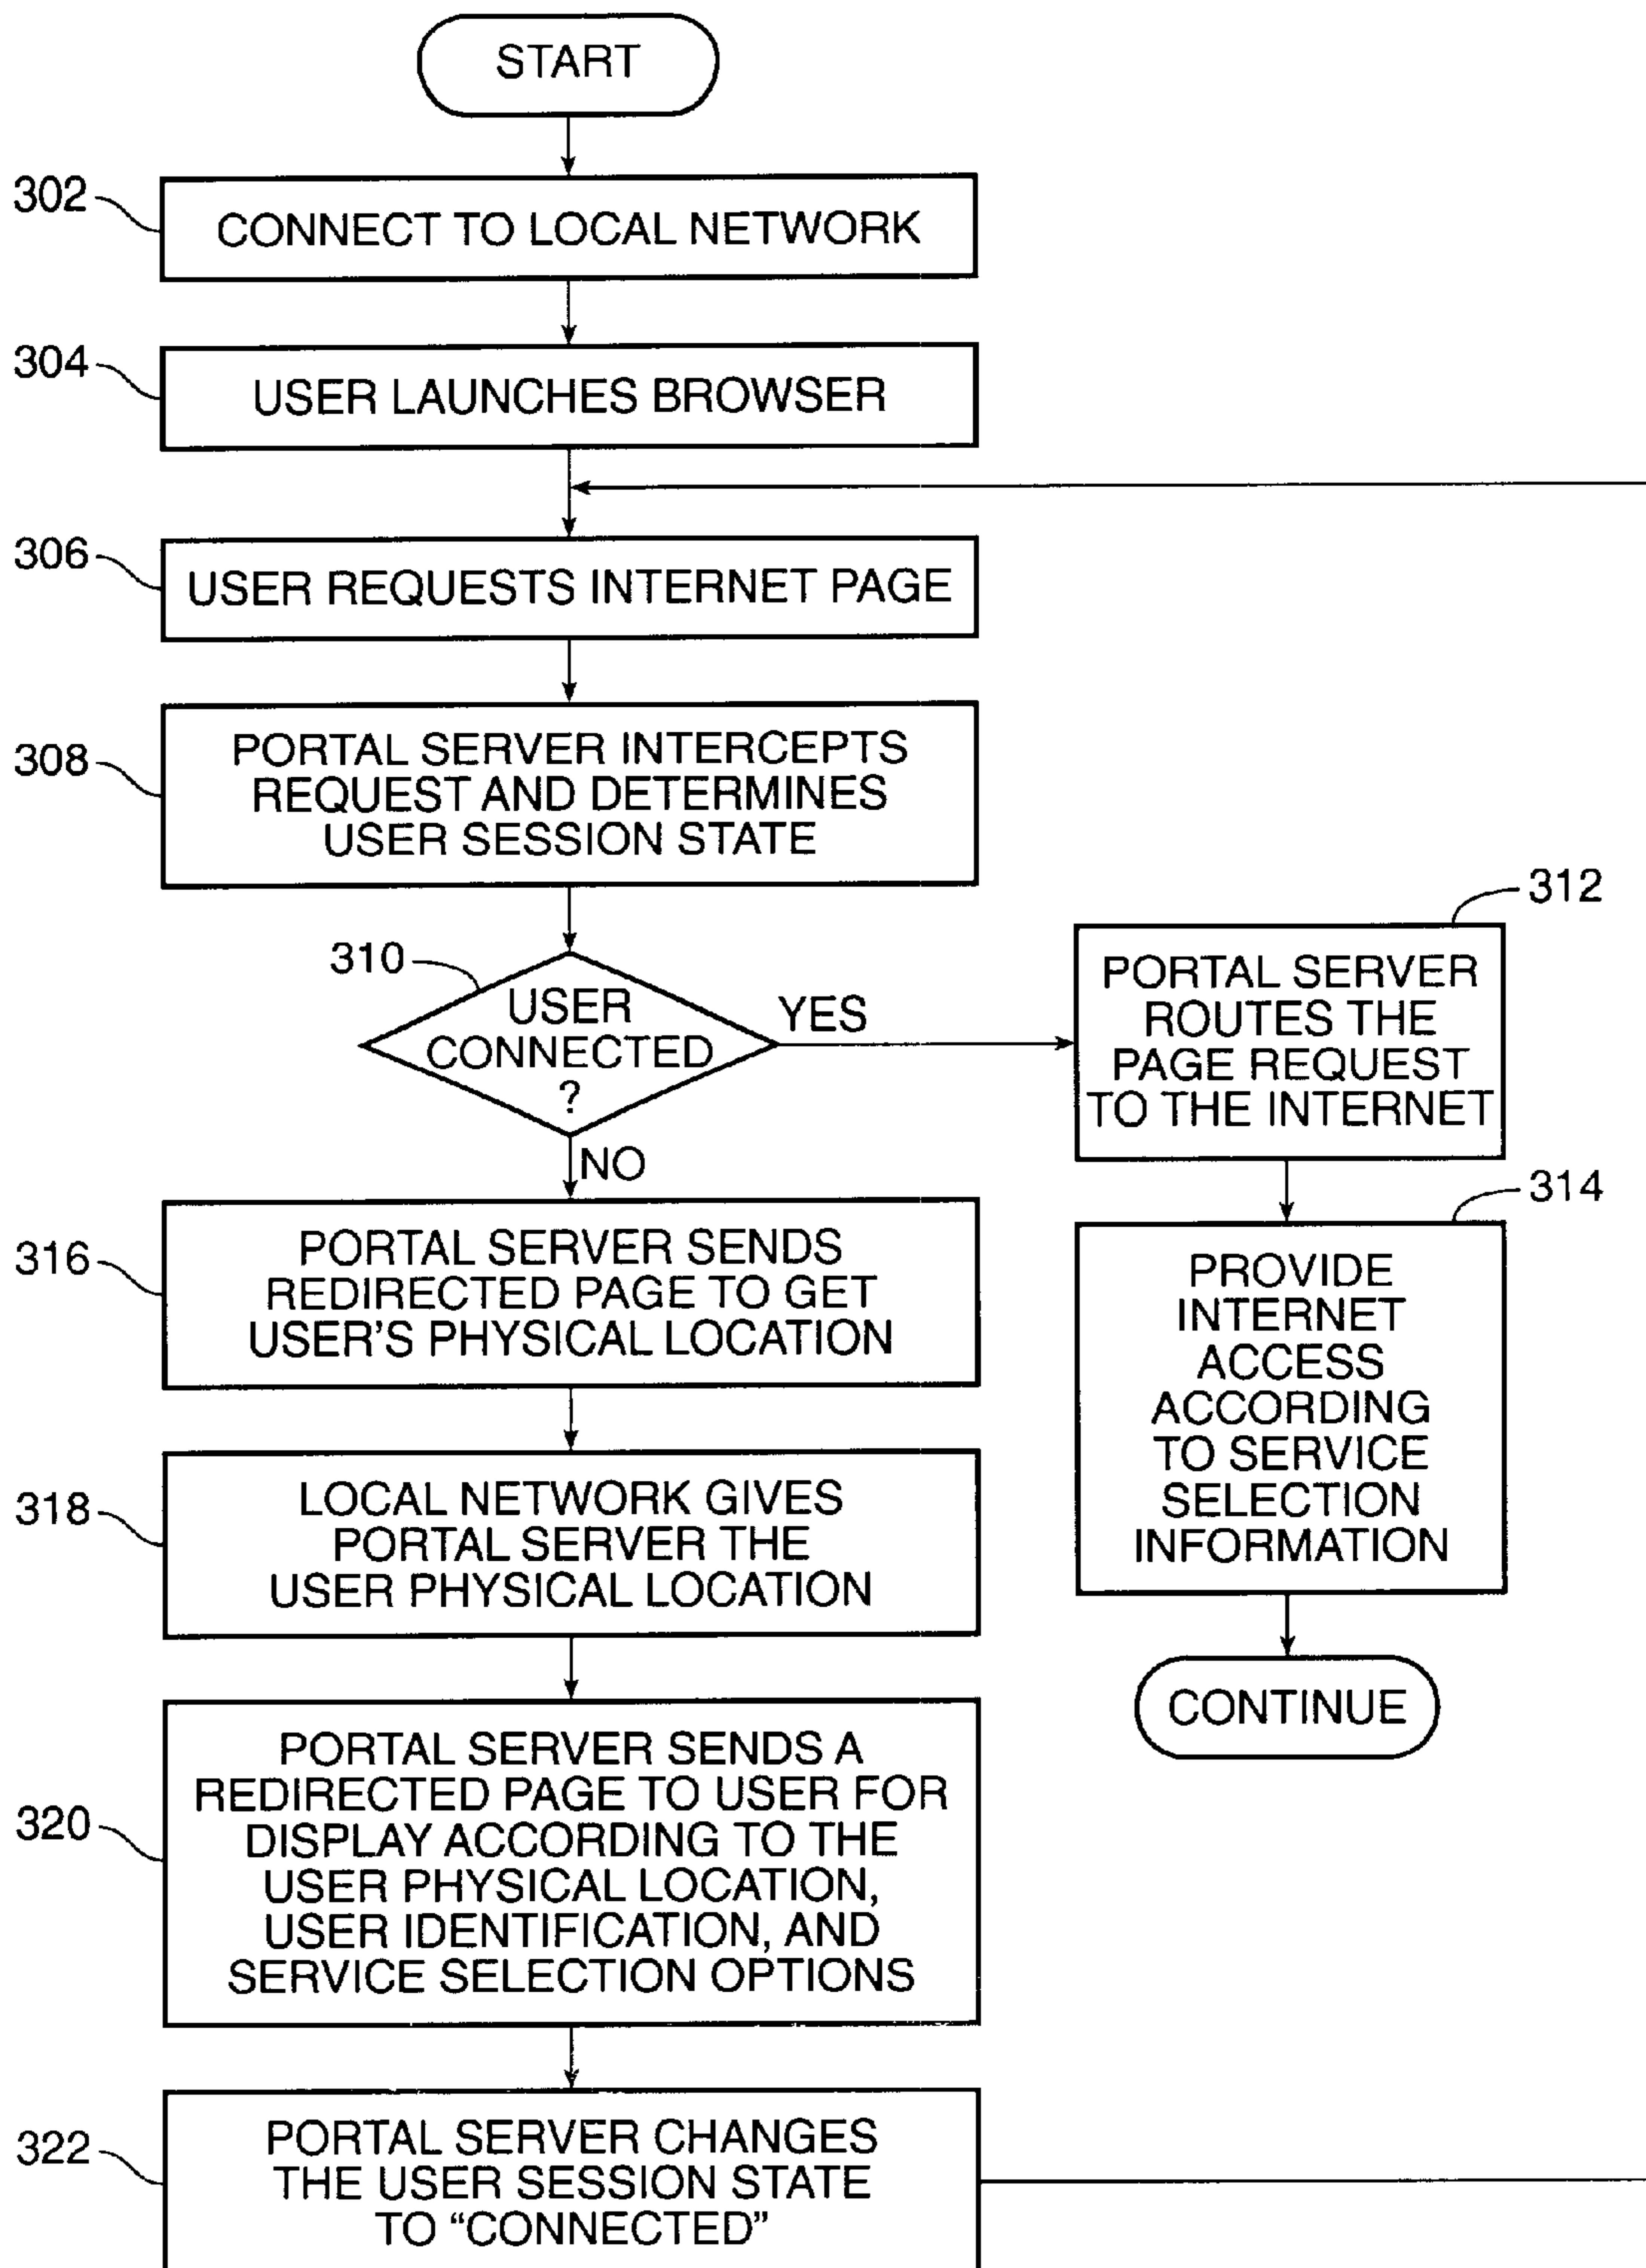 START
302
CONNECT TO LOCAL NETWORK
304
USER LAUNCHES BROWSER
306
USER REQUESTS INTERNET PAGE
308
PORTAL SERVER INTERCEPTS
REQUEST AND DETERMINES
USER SESSION STATE
310
USER
CONNECTED
?
YES
NO
312
PORTAL SERVER
ROUTES THE
PAGE REQUEST
TO THE INTERNET
314
PROVIDE
INTERNET
ACCESS
ACCORDING
TO SERVICE
SELECTION
INFORMATION
CONTINUE
316
PORTAL SERVER SENDS
REDIRECTED PAGE TO GET
USER'S PHYSICAL LOCATION
318
LOCAL NETWORK GIVES
PORTAL SERVER THE
USER PHYSICAL LOCATION
320
PORTAL SERVER SENDS A
REDIRECTED PAGE TO USER FOR
DISPLAY ACCORDING TO THE
USER PHYSICAL LOCATION,
USER IDENTIFICATION, AND
SERVICE SELECTION OPTIONS
322
PORTAL SERVER CHANGES
THE USER SESSION STATE
TO “CONNECTED”